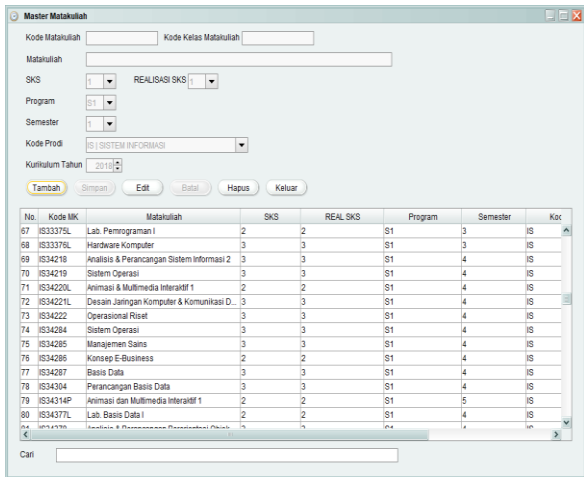 Master Matakuliah
Kode Matakuliah Kode Kelas Matakuliah
Matakuliah
SKS 1 REALISASI SKS 1
Program S1
Semester 1
Kode Prodi IS | SISTEM INFORMASI
Kurikulum Tahun 2018
Tambah Simpan Edit Batal Hapus Keluar
No. Kode MK Matakuliah SKS REAL SKS Program Semester Koc
67 IS33375L Lab. Pemrograman I 2 2 S1 3 IS
68 IS33376L Hardware Komputer 3 3 S1 3 IS
69 IS34218 Analisis & Perancangan Sistem Informasi 2 3 3 S1 4 IS
70 IS34219 Sistem Operasi 3 3 S1 4 IS
71 IS34220L Animasi & Multimedia Interaktif 1 2 2 S1 4 IS
72 IS34221L Desain Jaringan Komputer & Komunikasi D... 3 3 S1 4 IS
73 IS34222 Operasional Riset 3 3 S1 4 IS
74 IS34284 Sistem Operasi 3 3 S1 4 IS
75 IS34285 Manajemen Sains 3 3 S1 4 IS
76 IS34286 Konsep E-Business 2 2 S1 4 IS
77 IS34287 Basis Data 3 3 S1 4 IS
78 IS34304 Perancangan Basis Data 3 3 S1 4 IS
79 IS34314P Animasi dan Multimedia Interaktif 1 2 2 S1 5 IS
80 IS34377L Lab. Basis Data I 2 2 S1 4 IS
Cari